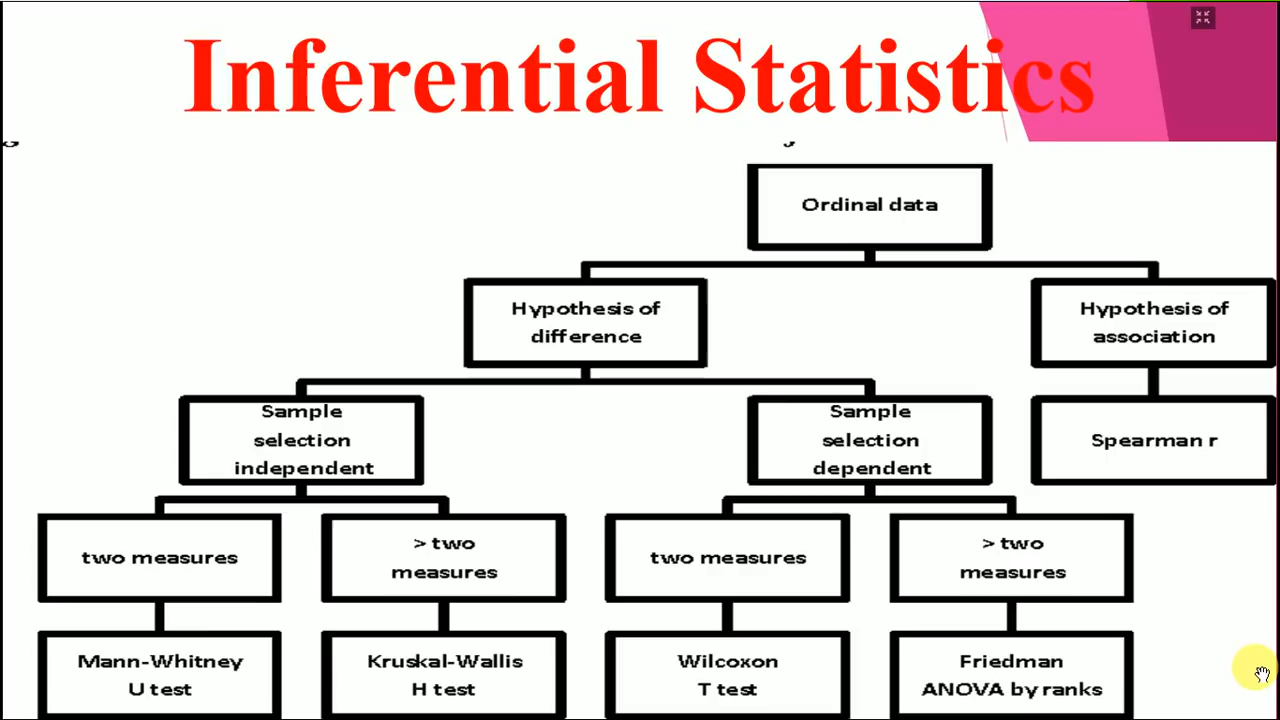 Inferential Statistics
Ordinal data
Hypothesis of
difference
Hypothesis of
association
Sample
selection
independent
Sample
selection
dependent
Spearman r
two measures
> two
measures
two measures
> two
measures
Mann-Whitney
U test
Kruskal-Wallis
H test
Wilcoxon
T test
Friedman
ANOVA by ranks